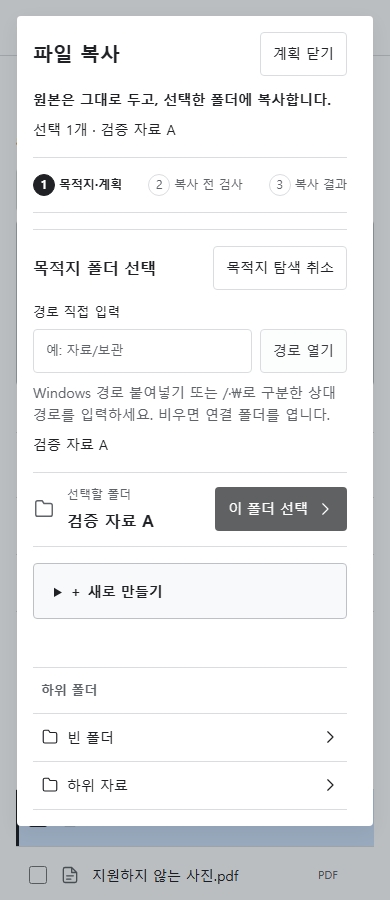 파일 복사
계획 닫기
원본은 그대로 두고, 선택한 폴더에 복사합니다.
선택 1개 · 검증 자료 A
1 목적지·계획
2 복사 전 검사
3 복사 결과
목적지 폴더 선택
목적지 탐색 취소
경로 직접 입력
예: 자료/보관
경로 열기
Windows 경로 붙여넣기 또는 /·₩로 구분한 상대
경로를 입력하세요. 비우면 연결 폴더를 엽니다.
검증 자료 A
선택할 폴더
검증 자료 A
이 폴더 선택
+ 새로 만들기
하위 폴더
빈 폴더
하위 자료
지원하지 않는 사진.pdf
PDF